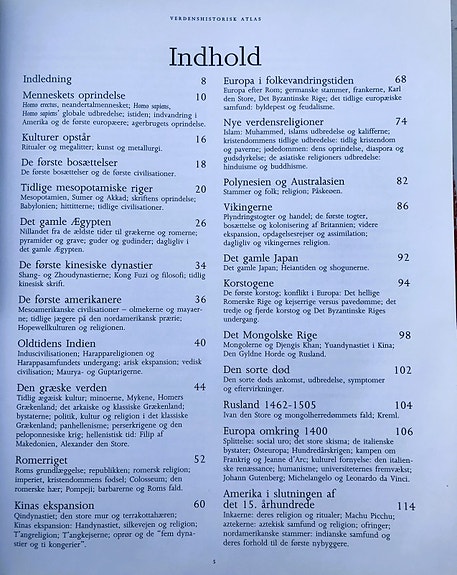 VERDENSHISTORISK ATLAS
Indhold
Indledning 8
Menneskets oprindelse 10
Homo erectus, neandertalmennesket; Homo sapiens,
Homo sapiens' globale udbredelse; istiden; indvandring i
Amerika og de første europæere; agerbrugets oprindelse.
Kulturer opstår 16
Ritualer og megalitter; kunst og metallurgi.
De første bosættelser 18
De første bosættelser og de første civilisationer.
Tidlige mesopotamiske riger 20
Mesopotamien, Sumer og Akkad; skriftens oprindelse;
Babylonien; hittitterne; tidlige civilisationer.
Det gamle Ægypten 26
Nillandet fra de ældste tider til grækerne og romerne;
pyramider og grave; guder og gudinder; dagligliv i
det gamle Ægypten.
De første kinesiske dynastier 34
Shang- og Zhoudynastierne; Kong Fuzi og filosofi; tidlig
kinesisk skrift.
De første amerikanere 36
Mesoamerikanske civilisationer – olmekerne og mayaer-
ne; tidlige jægere på den nordamerikansk prærie;
Hopewellkulturen og religionen.
Oldtidens Indien 40
Induscivilisationen; Harappareligionen og
Harappasamfundets undergang; arisk ekspansion; vedisk
civilisation; Maurya- og Guptarigerne.
Den græske verden 44
Tidlig ægæisk kultur; minoerne, Mykene, Homers
Grækenland; det arkaiske og klassiske Grækenland;
bystaterne; politik, kultur og religion i det klassiske
Grækenland; panhellenisme; perserkrigene og den
peloponnesiske krig; hellenistisk tid: Filip af
Makedonien, Alexander den Store.
Romerriget 52
Roms grundlæggelse; republikken; romersk religion;
imperiet, kristendommens fødsel; Colosseum; den
romerske hær; Pompeji; barbarerne og Roms fald.
Kinas ekspansion 60
Qindynastiet; den store mur og terrakottahæren;
Kinas ekspansion: Handynastiet, silkevejen og religion;
T'angreligion; T'angkejserne; oprør og de "fem dyna-
stier og ti kongerier".
Europa i folkevandringstiden 68
Europa efter Rom; germanske stammer, frankerne, Karl
den Store, Det Byzantinske Rige; det tidlige europæiske
samfund: byldepest og feudalisme.
Nye verdensreligioner 74
Islam: Muhammed, islams udbredelse og kalifferne;
kristendommens tidlige udbredelse: tidlig kristendom
og paverne; jødedommen: dens oprindelse, diaspora og
gudsdyrkelse; de asiatiske religioners udbredelse:
hinduisme og buddhisme.
Polynesien og Australasien 82
Stammer og folk; religion; Påskeøen.
Vikingerne 86
Plyndringstogter og handel; de første togter,
bosættelse og kolonisering af Britannien; videre
ekspansion, opdagelsesrejser og assimilation;
dagligliv og vikingernes religion.
Det gamle Japan 92
Det gamle Japan; Heiantiden og shogunerne.
Korstogene 94
De første korstog; konflikt i Europa: Det hellige
Romerske Rige og kejserrige versus pavedømme; det
tredje og fjerde korstog og Det Byzantinske Riges
undergang.
Det Mongolske Rige 98
Mongolerne og Djengis Khan; Yuandynastiet i Kina;
Den Gyldne Horde og Rusland.
Den sorte død 102
Den sorte døds ankomst, udbredelse, symptomer
og eftervirkninger.
Rusland 1462-1505 104
Ivan den Store og mongolherredømmets fald; Kreml.
Europa omkring 1400 106
Splittelse: social uro; det store skisma; de italienske
bystater; Østeuropa; Hundredårskrigen; kampen om
Frankrig og Jeanne d'Arc; kulturel fornyelse: den italien-
ske renæssance; humanisme; universiteternes fremvækst;
Johann Gutenberg; Michelangelo og Leonardo da Vinci.
Amerika i slutningen af
det 15. århundrede 114
Inkaerne: deres religion og ritualer; Machu Picchu;
aztekerne: aztekisk samfund og religion; ofringer;
nordamerikanske stammer: indianske samfund og
deres forhold til de første nybyggere.
5